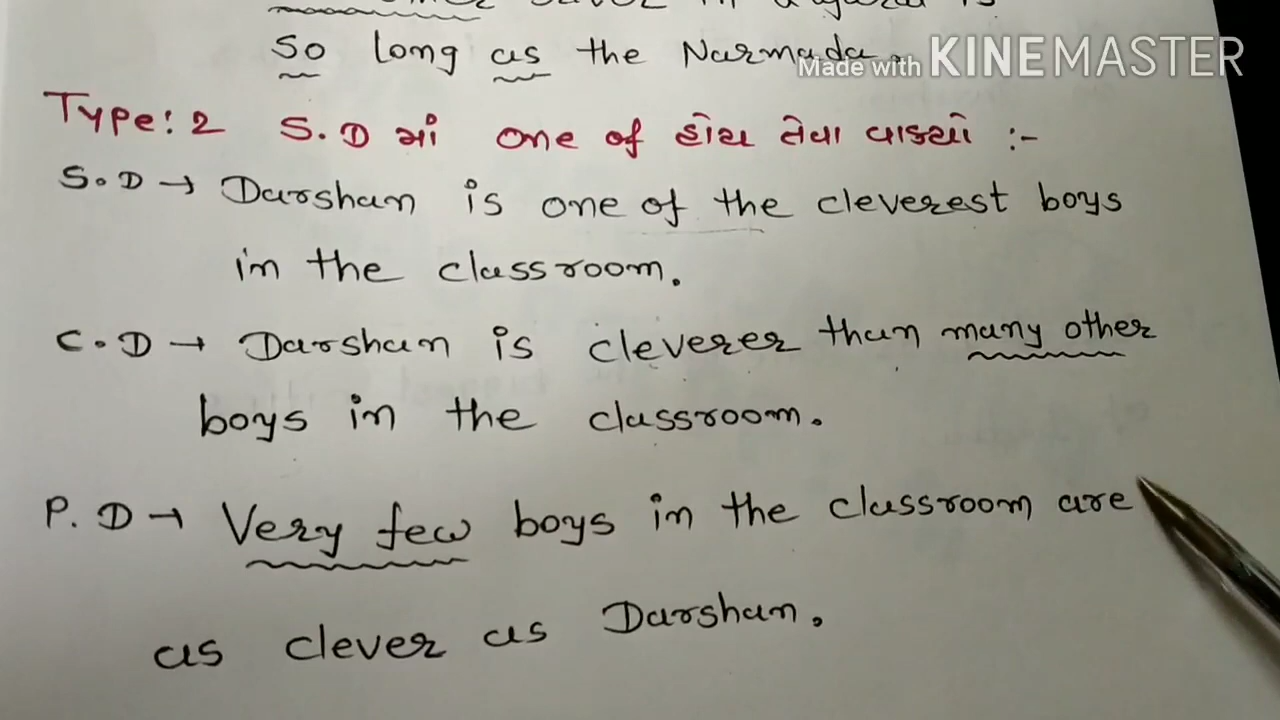 in is
So long as the Narmada.
Made with KINEMASTER
Type: 2 S.D માં one of હોય તેવા વાક્યો :-
S.D → Darshan is one of the cleverest boys
in the classroom.
C.D → Darshan is cleverer than many other
boys in the classroom.
P.D → Very few boys in the classroom are
as clever as Darshan.